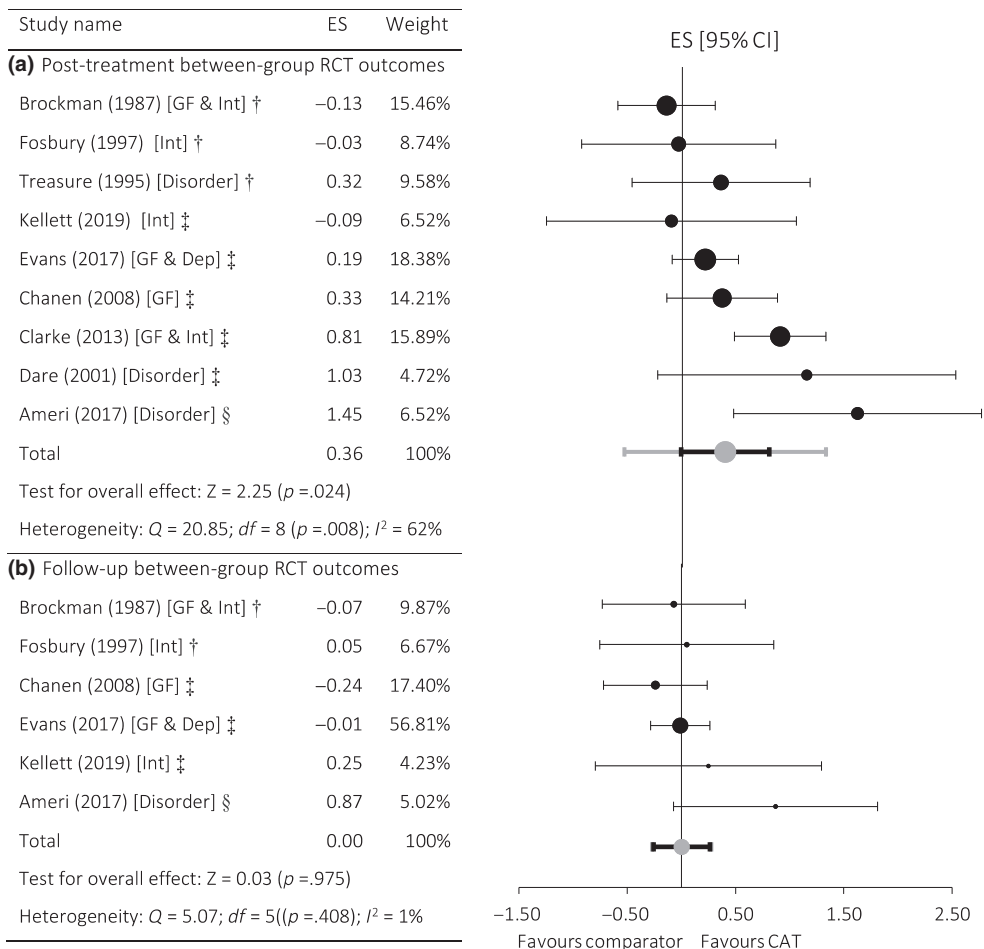 Study name ES Weight
ES [95% CI]
(a) Post-treatment between-group RCT outcomes
Brockman (1987) [GF & Int] † −0.13 15.46%
Fosbury (1997) [Int] † −0.03 8.74%
Treasure (1995) [Disorder] † 0.32 9.58%
Kellett (2019) [Int] ‡ −0.09 6.52%
Evans (2017) [GF & Dep] ‡ 0.19 18.38%
Chanen (2008) [GF] ‡ 0.33 14.21%
Clarke (2013) [GF & Int] ‡ 0.81 15.89%
Dare (2001) [Disorder] ‡ 1.03 4.72%
Ameri (2017) [Disorder] § 1.45 6.52%
Total 0.36 100%
Test for overall effect: Z = 2.25 (p =.024)
Heterogeneity: Q = 20.85; df = 8 (p =.008); I² = 62%
(b) Follow-up between-group RCT outcomes
Brockman (1987) [GF & Int] † −0.07 9.87%
Fosbury (1997) [Int] † 0.05 6.67%
Chanen (2008) [GF] ‡ −0.24 17.40%
Evans (2017) [GF & Dep] ‡ −0.01 56.81%
Kellett (2019) [Int] ‡ 0.25 4.23%
Ameri (2017) [Disorder] § 0.87 5.02%
Total 0.00 100%
Test for overall effect: Z = 0.03 (p =.975)
Heterogeneity: Q = 5.07; df = 5((p =.408); I² = 1%
−1.50 −0.50 0.50 1.50 2.50
Favours comparator Favours CAT